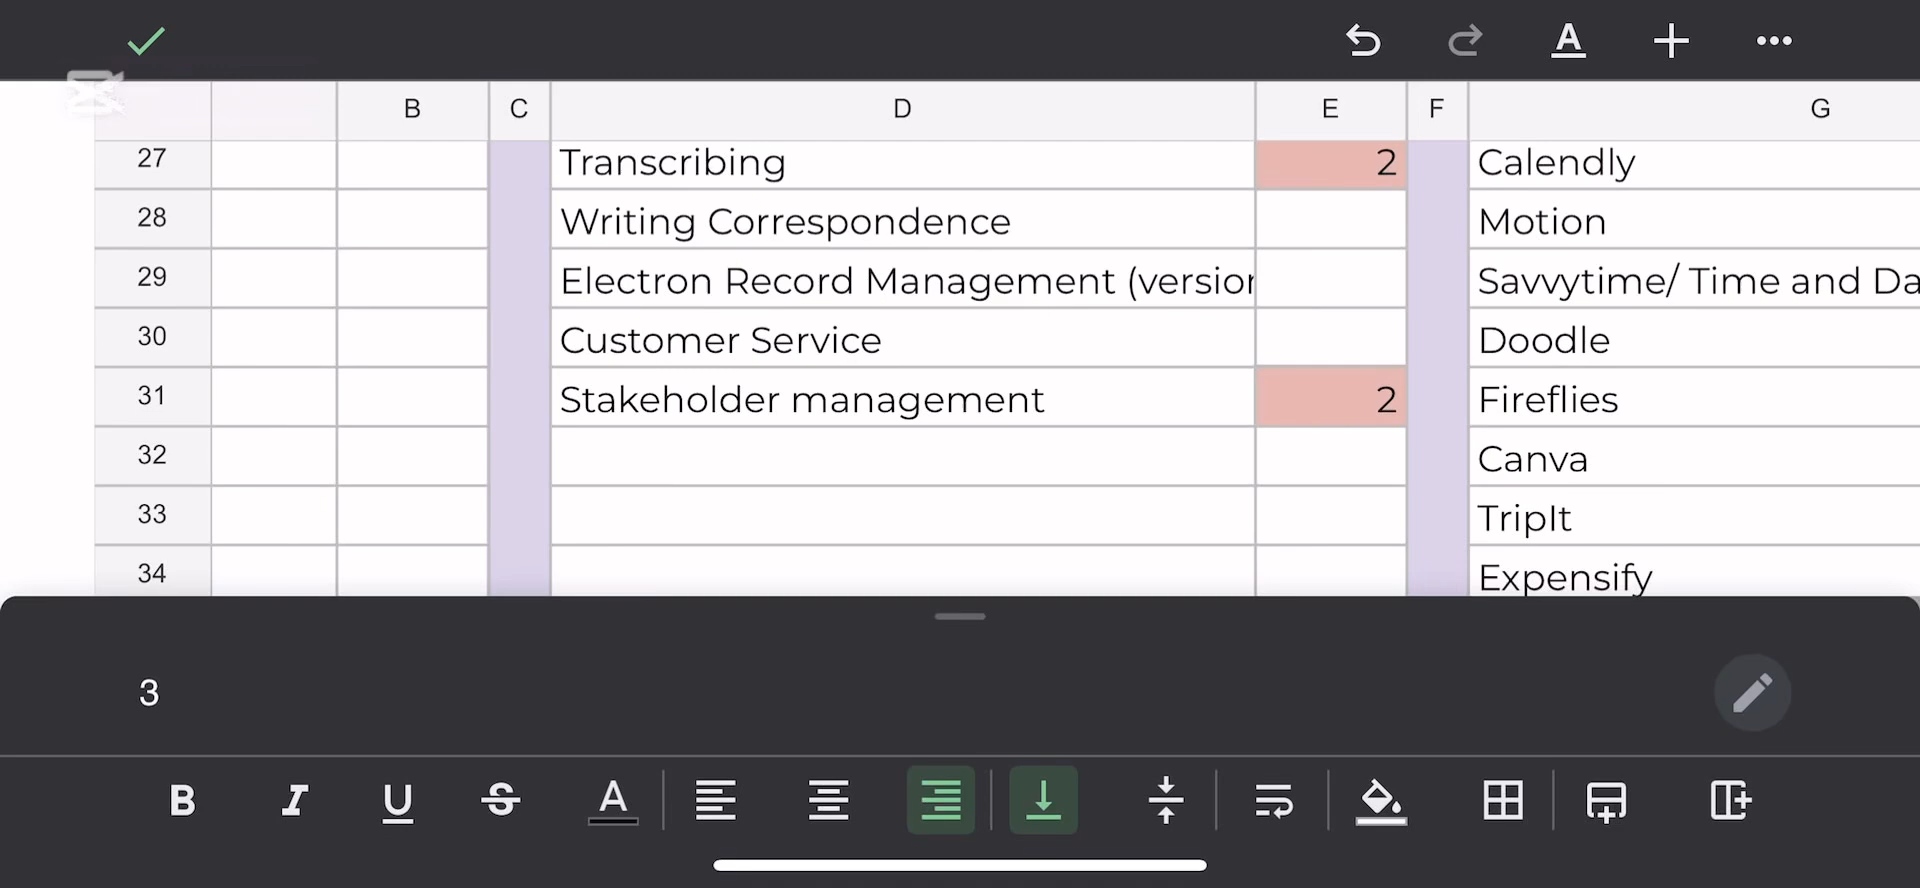 B C D E F G
27 Transcribing 2 Calendly
28 Writing Correspondence Motion
29 Electron Record Management (version Savvytime/ Time and Da
30 Customer Service Doodle
31 Stakeholder management 2 Fireflies
32 Canva
33 TripIt
34 Expensify
3
B I U S A